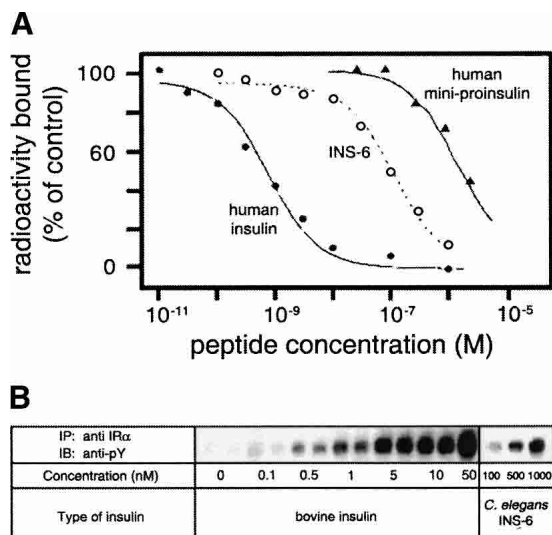 A
radioactivity bound
(% of control)
100
60
0
human
mini-proinsulin
INS-6
human
insulin
10-11
10-9
10-7
10-5
peptide concentration (M)
B
IP: anti IRα
IB: anti-pY
Concentration (nM)
0 0.1 0.5 1 5 10 50 100 500 1000
Type of insulin
bovine insulin
C. elegans
INS-6